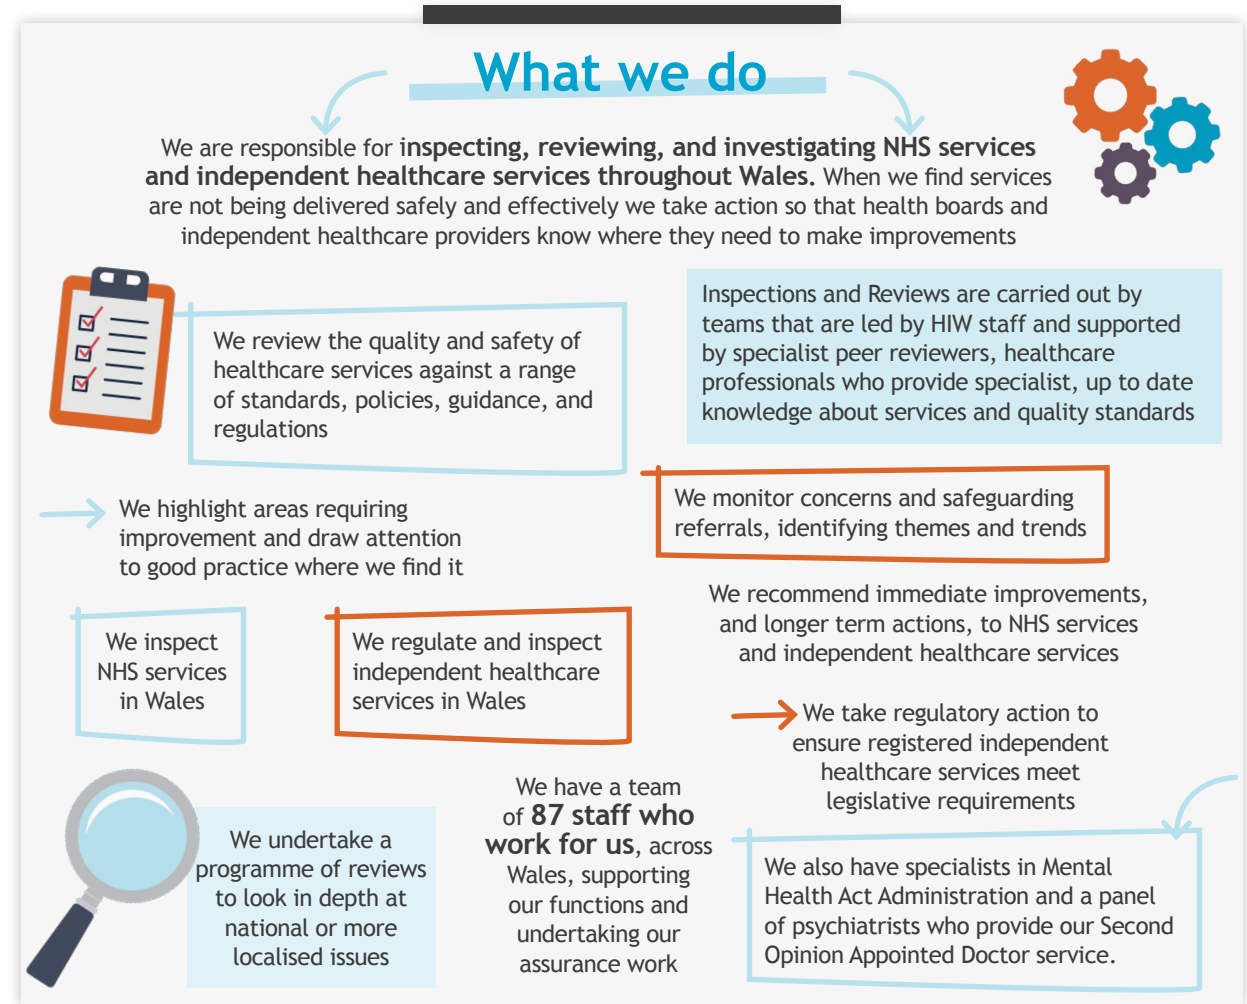 What we do
We are responsible for inspecting, reviewing, and investigating NHS services
and independent healthcare services throughout Wales. When we find services
are not being delivered safely and effectively we take action so that health boards and
independent healthcare providers know where they need to make improvements
We review the quality and safety of
healthcare services against a range
of standards, policies, guidance, and
regulations
Inspections and Reviews are carried out by
teams that are led by HIW staff and supported
by specialist peer reviewers, healthcare
professionals who provide specialist, up to date
knowledge about services and quality standards
We highlight areas requiring
improvement and draw attention
to good practice where we find it
We monitor concerns and safeguarding
referrals, identifying themes and trends
We inspect
NHS services
in Wales
We regulate and inspect
independent healthcare
services in Wales
We recommend immediate improvements,
and longer term actions, to NHS services
and independent healthcare services
We take regulatory action to
ensure registered independent
healthcare services meet
legislative requirements
We undertake a
programme of reviews
to look in depth at
national or more
localised issues
We have a team
of 87 staff who
work for us, across
Wales, supporting
our functions and
undertaking our
assurance work
We also have specialists in Mental
Health Act Administration and a panel
of psychiatrists who provide our Second
Opinion Appointed Doctor service.